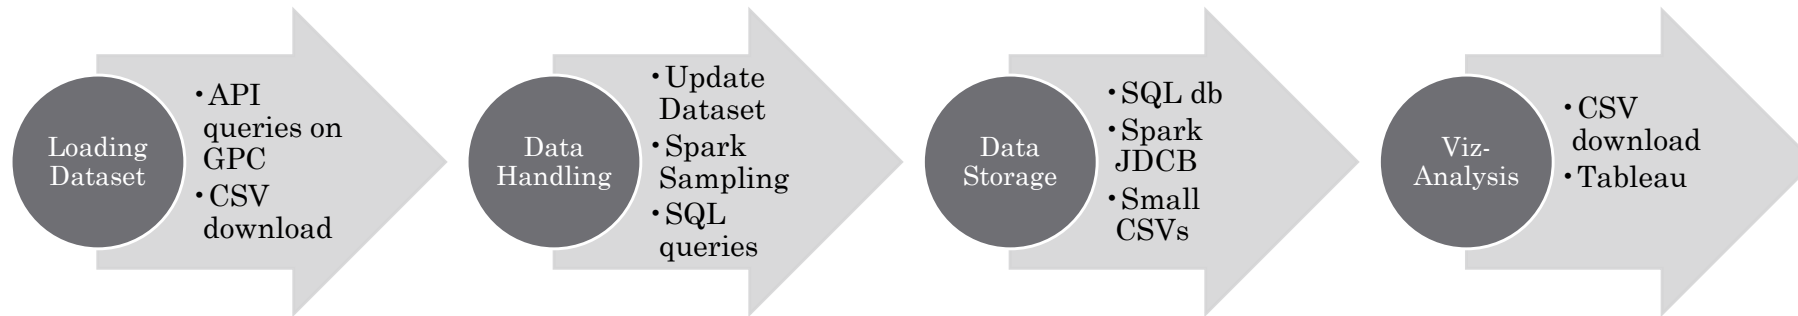 Loading
Dataset
•API
queries on
GPC
•CSV
download
Data
Handling
•Update
Dataset
•Spark
Sampling
•SQL
queries
Data
Storage
•SQL db
•Spark
JDCB
•Small
CSVs
Viz-
Analysis
•CSV
download
•Tableau